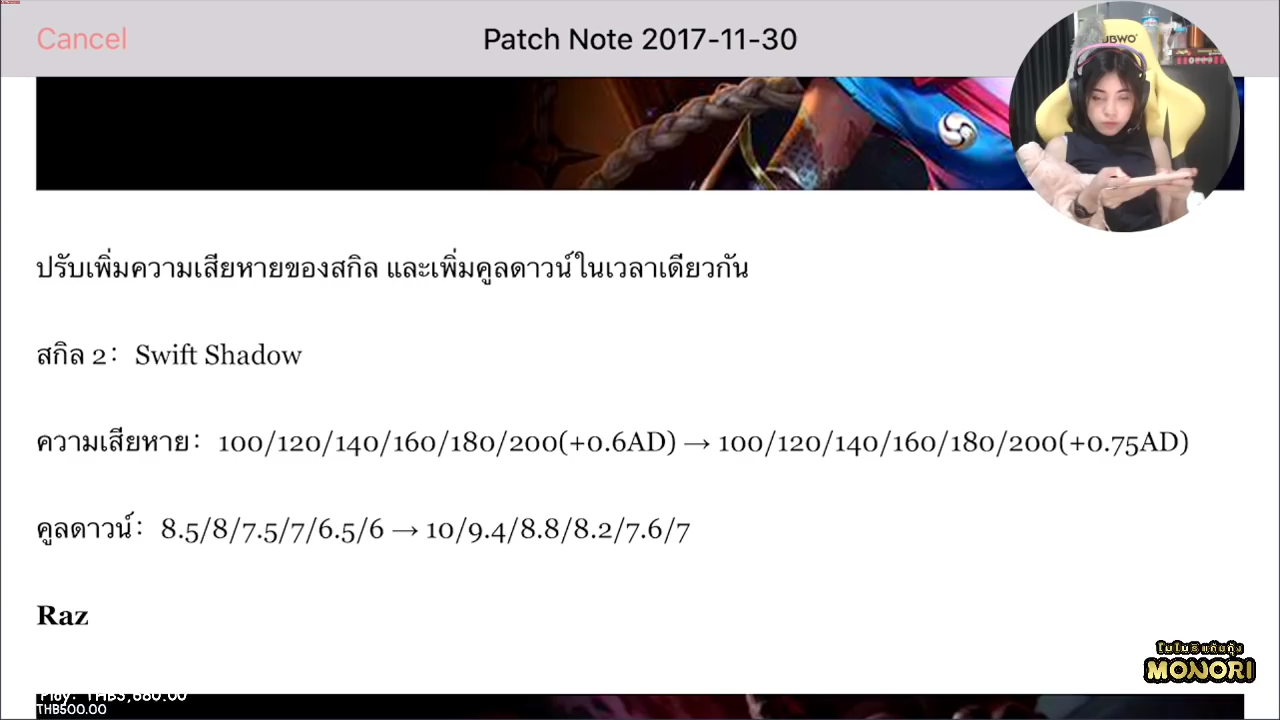 Cancel
Patch Note 2017-11-30
ปรับเพิ่มความเสียหายของสกิล และเพิ่มคูลดาวน์ในเวลาเดียวกัน
สกิล 2: Swift Shadow
ความเสียหาย: 100/120/140/160/180/200(+0.6AD) → 100/120/140/160/180/200(+0.75AD)
คูลดาวน์: 8.5/8/7.5/7/6.5/6 → 10/9.4/8.8/8.2/7.6/7
Raz
MONORI
THB500.00